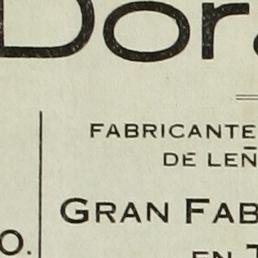 Dora
FABRICANTE
DE LEÑ
GRAN FAB
O.
EN T